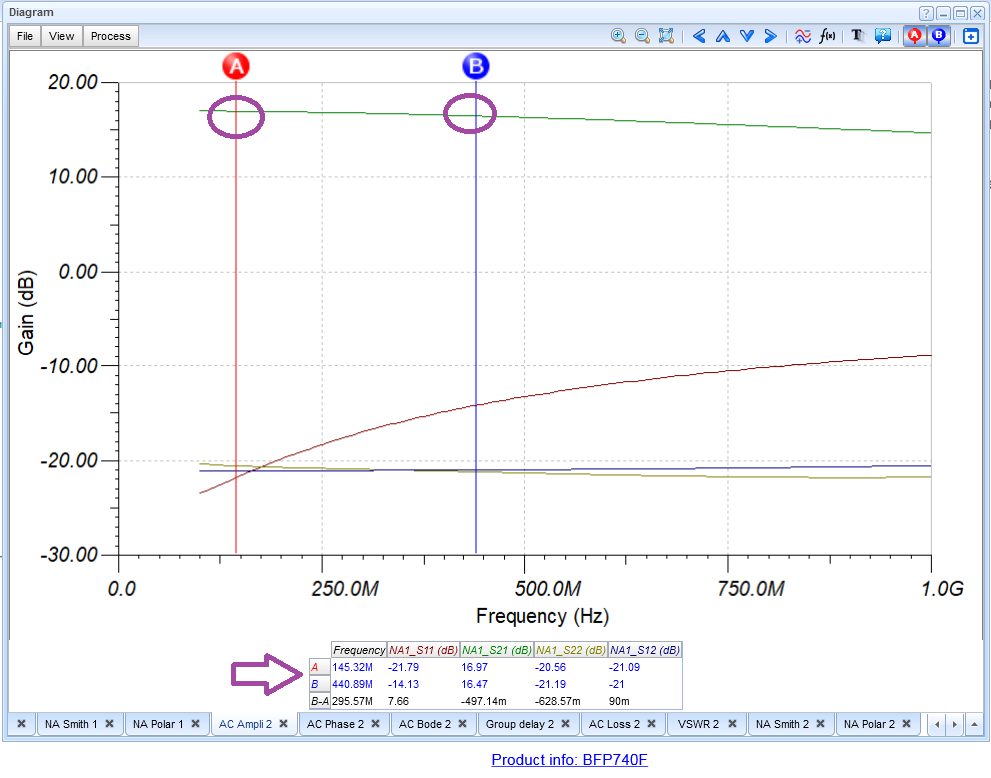 Diagram
File View Process
f(x) T ? A B
A B
20.00
10.00
0.00
-10.00
-20.00
-30.00
Gain (dB)
0.0 250.0M 500.0M 750.0M 1.0G
Frequency (Hz)
Frequency NA1_S11 (dB) NA1_S21 (dB) NA1_S22 (dB) NA1_S12 (dB)
A 145.32M -21.79 16.97 -20.56 -21.09
B 440.89M -14.13 16.47 -21.19 -21
B-A 295.57M 7.66 -497.14m -628.57m 90m
NA Smith 1 NA Polar 1 AC Ampli 2 AC Phase 2 AC Bode 2 Group delay 2 AC Loss 2 VSWR 2 NA Smith 2 NA Polar 2
Product info: BFP740F